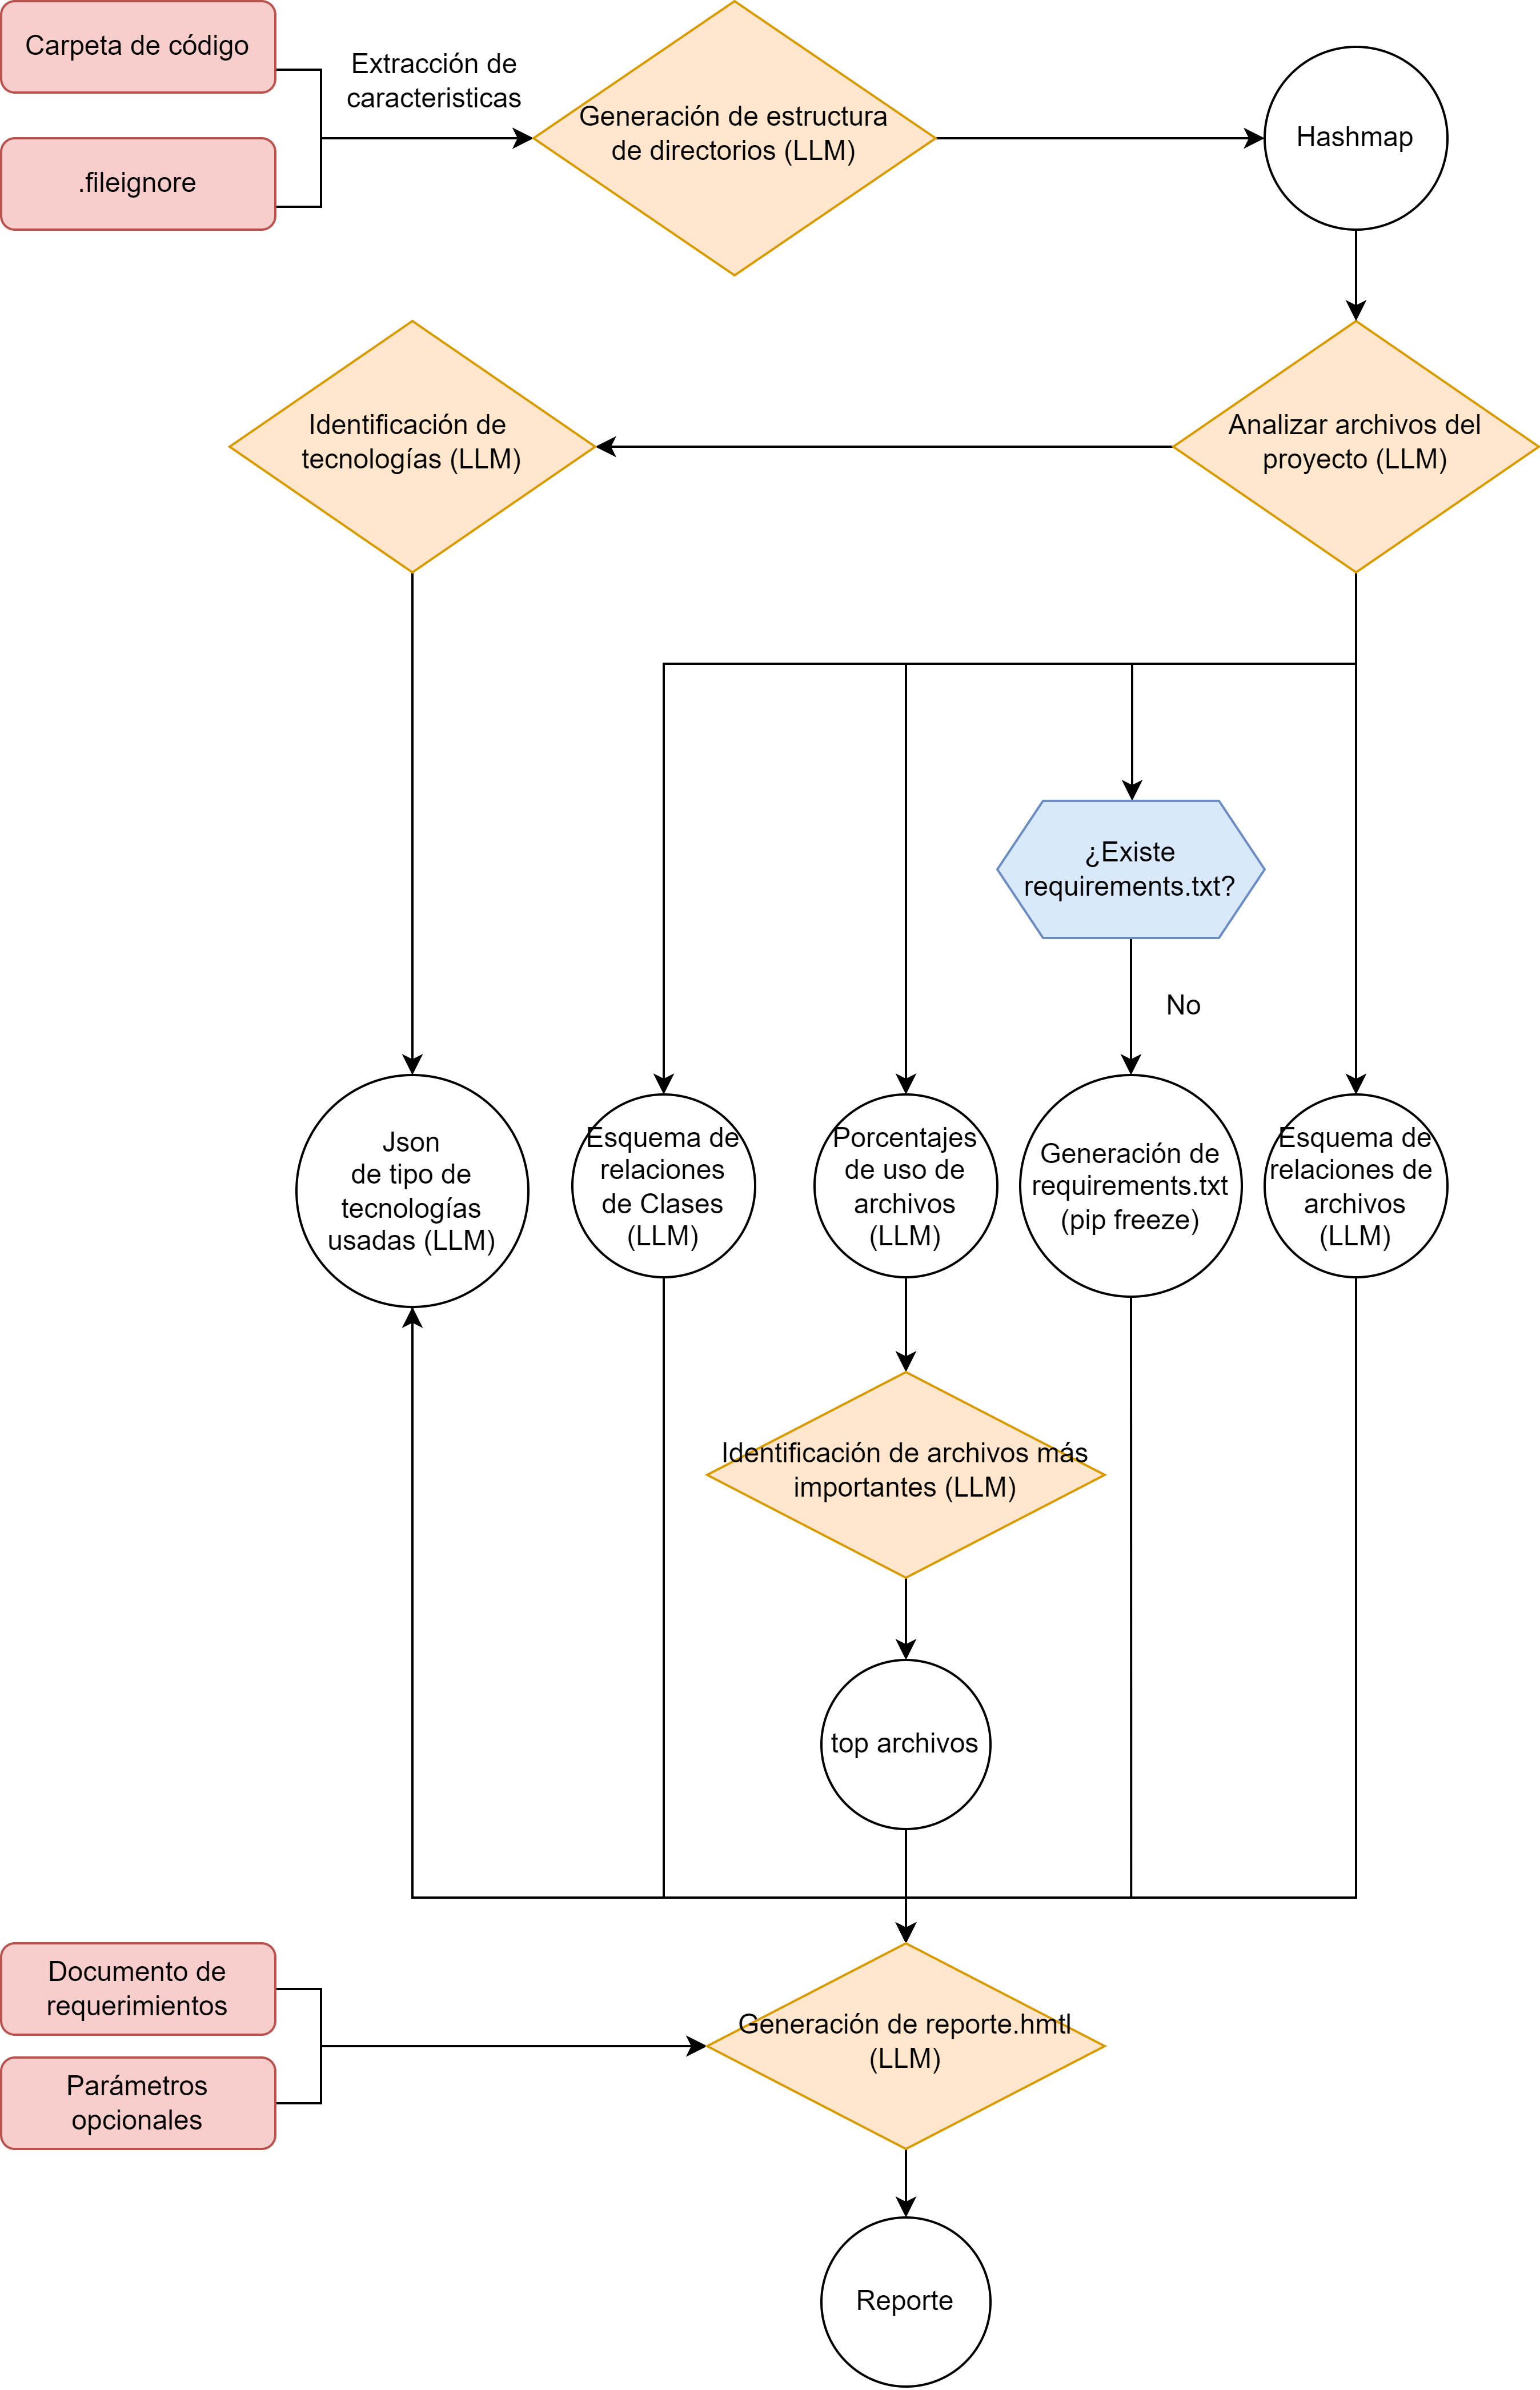 Carpeta de código
Extracción de
caracteristicas
.fileignore
Generación de estructura
de directorios (LLM)
Hashmap
Identificación de
tecnologías (LLM)
Analizar archivos del
proyecto (LLM)
¿Existe
requirements.txt?
No
Json
de tipo de
tecnologías
usadas (LLM)
Esquema de
relaciones
de Clases
(LLM)
Porcentajes
de uso de
archivos
(LLM)
Generación de
requirements.txt
(pip freeze)
Esquema de
relaciones de
archivos
(LLM)
Identificación de archivos más
importantes (LLM)
top archivos
Documento de
requerimientos
Parámetros
opcionales
Generación de reporte.hmtl
(LLM)
Reporte